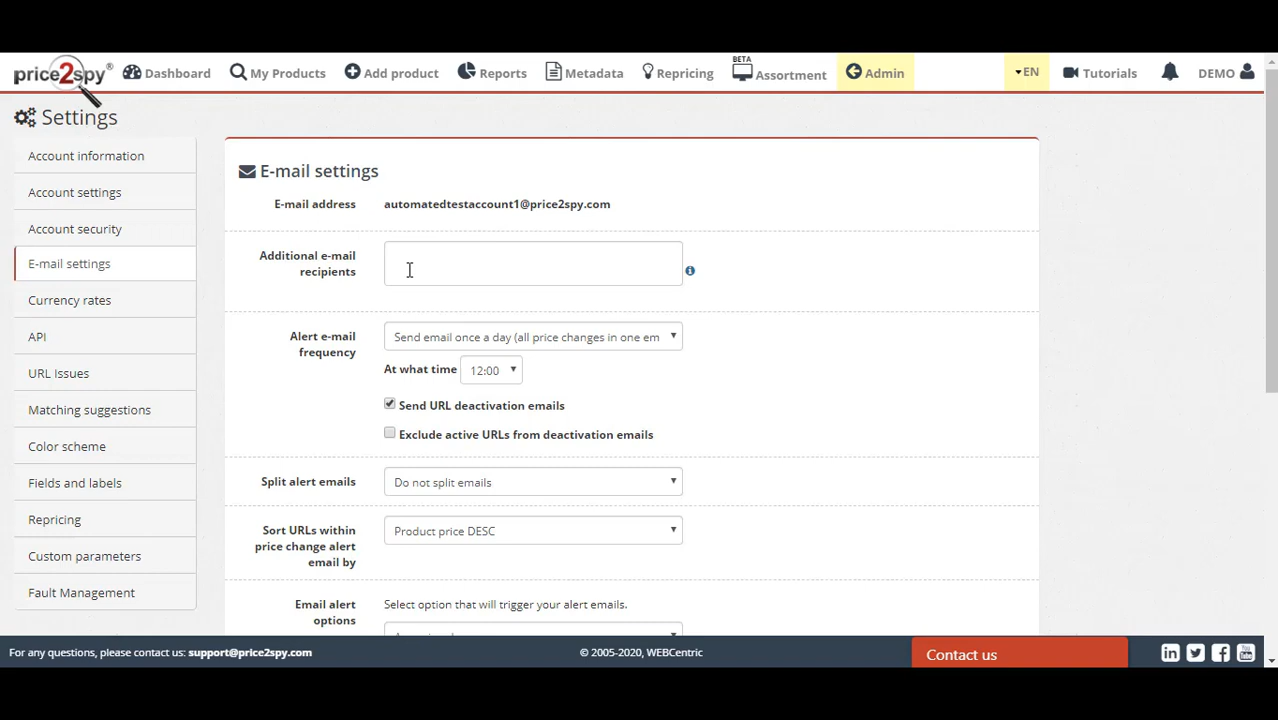 price2spy® Dashboard My Products Add product Reports Metadata Repricing BETA Assortment Admin EN Tutorials DEMO
Settings
Account information
Account settings
Account security
E-mail settings
Currency rates
API
URL Issues
Matching suggestions
Color scheme
Fields and labels
Repricing
Custom parameters
Fault Management
E-mail settings
E-mail address automatedtestaccount1@price2spy.com
Additional e-mail
recipients
Alert e-mail
frequency
Send email once a day (all price changes in one em
At what time 12:00
Send URL deactivation emails
Exclude active URLs from deactivation emails
Split alert emails Do not split emails
Sort URLs within
price change alert
email by
Product price DESC
Email alert
options
Select option that will trigger your alert emails.
For any questions, please contact us: support@price2spy.com © 2005-2020, WEBCentric Contact us